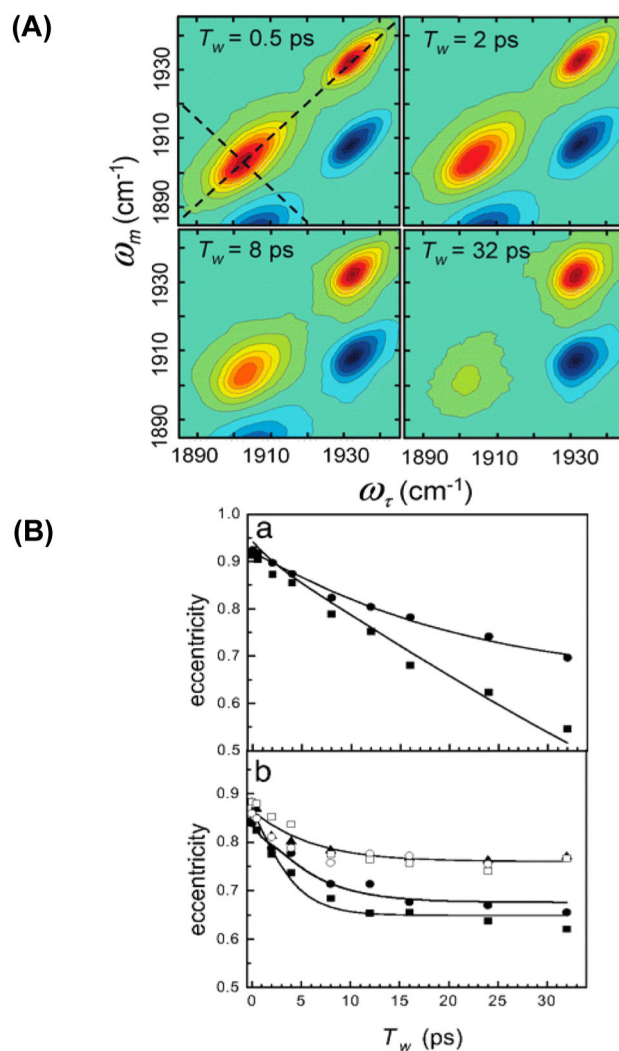 (A)
T_w = 0.5 ps
T_w = 2 ps
T_w = 8 ps
T_w = 32 ps
1930
1910
1890
1930
1910
1890
ω_m (cm⁻¹)
1890 1910 1930 1890 1910 1930
ω_τ (cm⁻¹)
(B)
a
1.0
0.9
0.8
0.7
0.6
0.5
eccentricity
b
0.9
0.8
0.7
0.6
0.5
eccentricity
0 5 10 15 20 25 30
T_w (ps)